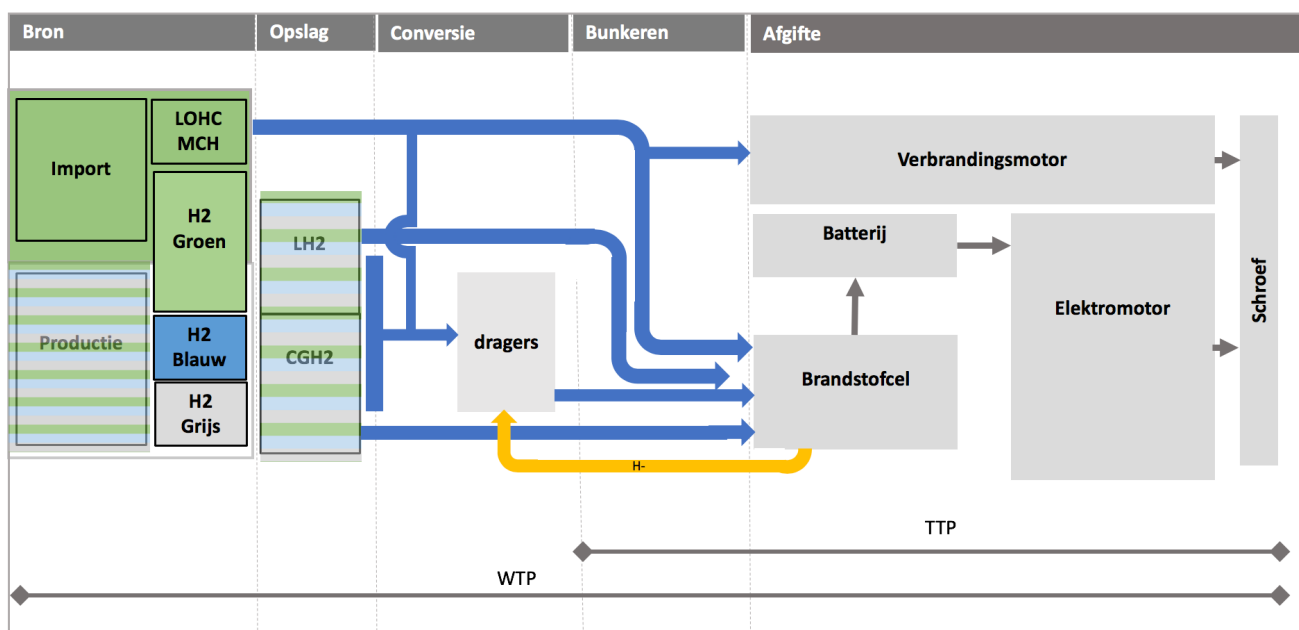 Bron
Opslag
Conversie
Bunkeren
Afgifte
LOHC
MCH
Import
H2
Groen
Productie
H2
Blauw
H2
Grijs
LH2
CGH2
dragers
Verbrandingsmotor
Batterij
Elektromotor
Brandstofcel
Schroef
H-
TTP
WTP